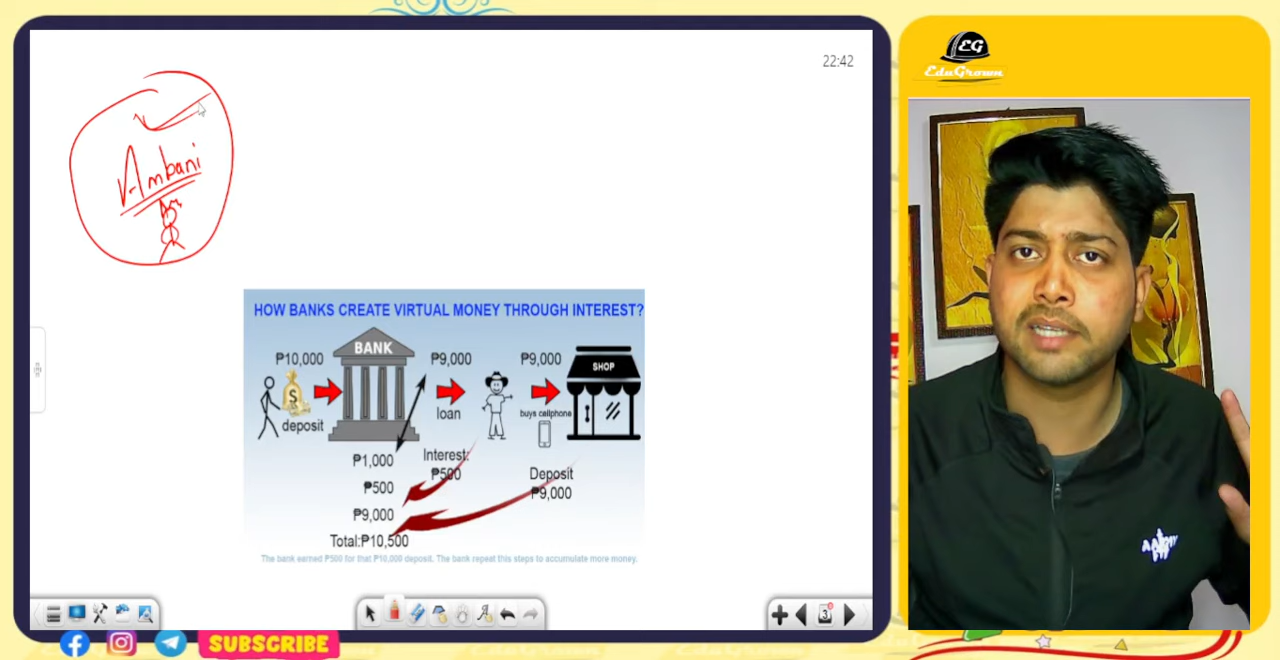 22:42
Ambani
EG
EduGrown
HOW BANKS CREATE VIRTUAL MONEY THROUGH INTEREST?
₱10,000
BANK
₱9,000
₱9,000
SHOP
$
deposit
loan
buys cellphone
₱1,000
Interest:
₱500
Deposit
₱9,000
₱500
₱9,000
Total:₱10,500
The bank earned ₱500 for that ₱10,000 deposit. The bank repeat this steps to accumulate more money.
3
SUBSCRIBE